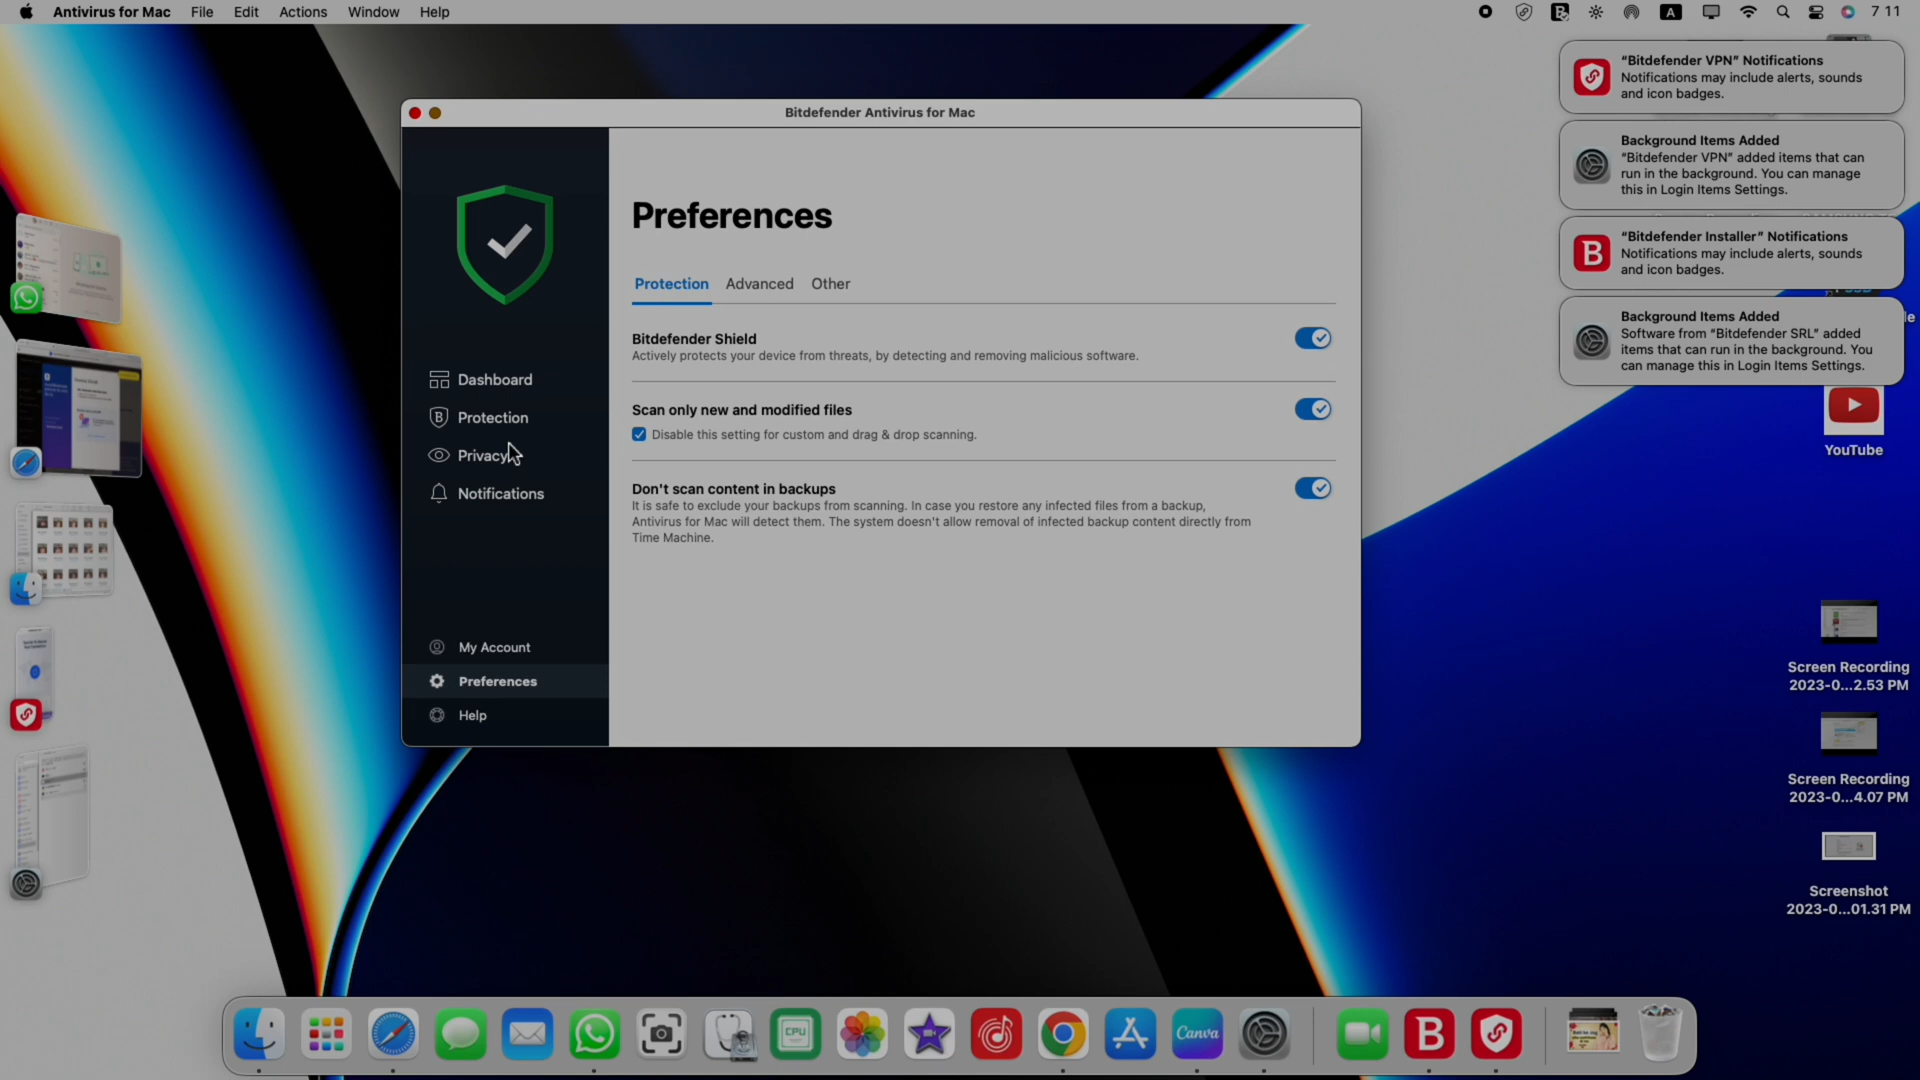 Antivirus for Mac File Edit Actions Window Help
A 7 11
"Bitdefender VPN" Notifications
Notifications may include alerts, sounds
and icon badges.
Background Items Added
"Bitdefender VPN" added items that can
run in the background. You can manage
this in Login Items Settings.
"Bitdefender Installer" Notifications
Notifications may include alerts, sounds
and icon badges.
Background Items Added
Software from "Bitdefender SRL" added
items that can run in the background. You
can manage this in Login Items Settings.
Bitdefender Antivirus for Mac
Dashboard
Protection
Privacy
Notifications
My Account
Preferences
Help
Preferences
Protection Advanced Other
Bitdefender Shield
Actively protects your device from threats, by detecting and removing malicious software.
Scan only new and modified files
Disable this setting for custom and drag & drop scanning.
Don't scan content in backups
It is safe to exclude your backups from scanning. In case you restore any infected files from a backup,
Antivirus for Mac will detect them. The system doesn't allow removal of infected backup content directly from
Time Machine.
YouTube
Screen Recording
2023-0...2.53 PM
Screen Recording
2023-0...4.07 PM
Screenshot
2023-0...01.31 PM
CPU
Canva
B